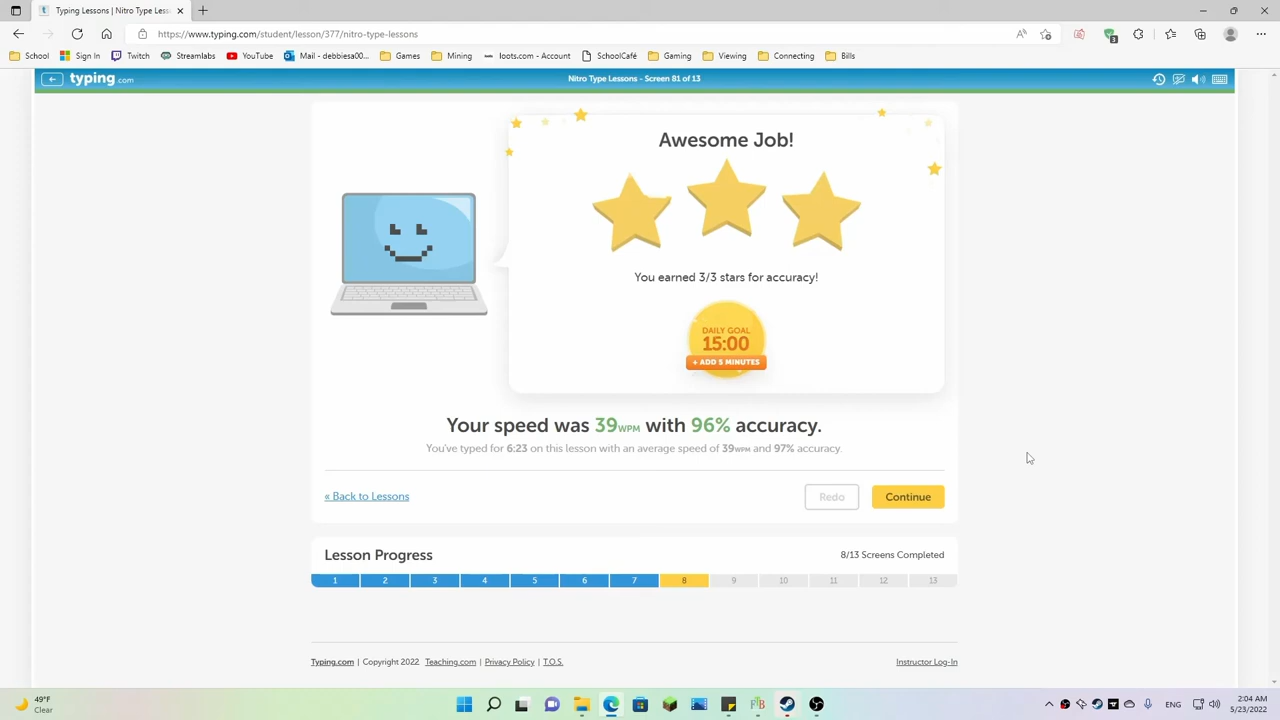 Typing Lessons | Nitro Type Less
https://www.typing.com/student/lesson/377/nitro-type-lessons
School Sign In Twitch Streamlabs YouTube Mail - debbiesa00... Games Mining loots.com - Account SchoolCafé Gaming Viewing Connecting Bills
typing.com
Nitro Type Lessons - Screen 81 of 13
Awesome Job!
You earned 3/3 stars for accuracy!
DAILY GOAL
15:00
+ ADD 5 MINUTES
Your speed was 39WPM with 96% accuracy.
You've typed for 6:23 on this lesson with an average speed of 39WPM and 97% accuracy.
« Back to Lessons
Redo
Continue
Lesson Progress
8/13 Screens Completed
1 2 3 4 5 6 7 8 9 10 11 12 13
Typing.com | Copyright 2022 Teaching.com | Privacy Policy | T.O.S.
Instructor Log-In
49°F
Clear
ENG
2:04 AM
5/23/2022